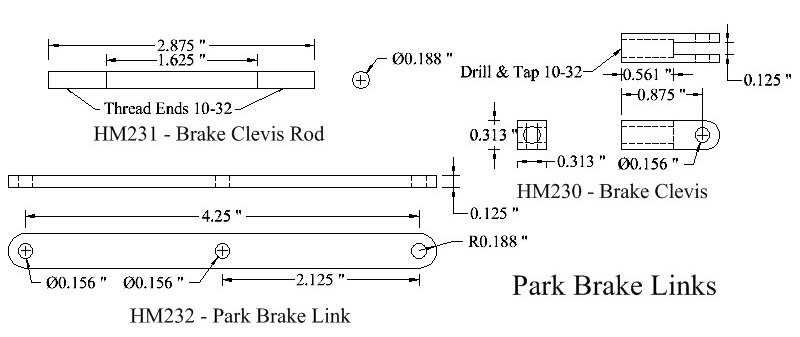 2.875 "
1.625 "
Ø0.188 "
Thread Ends 10-32
HM231 - Brake Clevis Rod
Drill & Tap 10-32
0.561 "
0.125 "
0.875 "
0.313 "
0.313 "
Ø0.156 "
HM230 - Brake Clevis
0.125 "
4.25 "
R0.188 "
Ø0.156 "
Ø0.156 "
2.125 "
HM232 - Park Brake Link
Park Brake Links